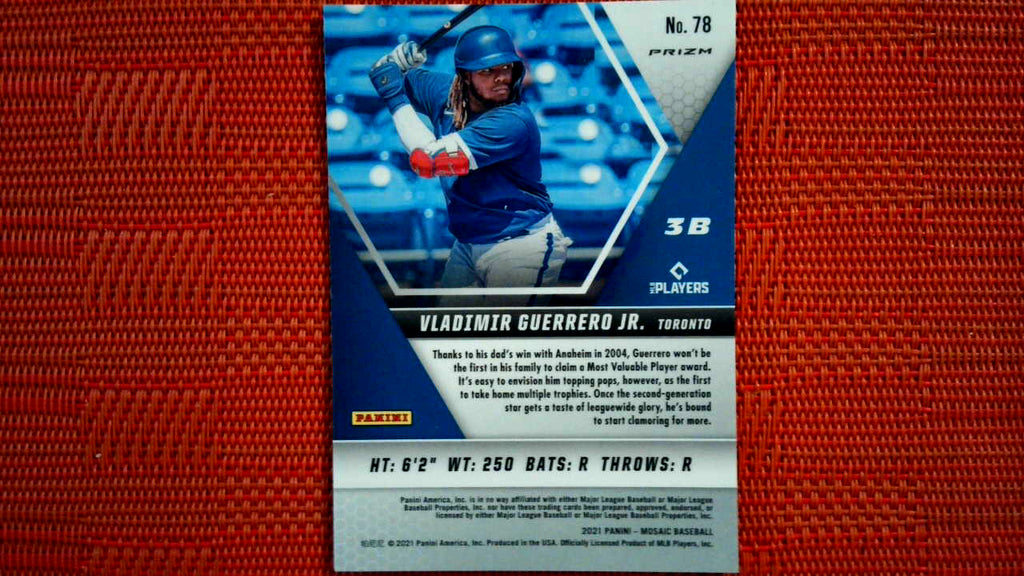 No. 78
PRIZM
3B
MLB PLAYERS
VLADIMIR GUERRERO JR. TORONTO
Thanks to his dad's win with Anaheim in 2004, Guerrero won't be
the first in his family to claim a Most Valuable Player award.
It's easy to envision him topping pops, however, as the first
to take home multiple trophies. Once the second-generation
star gets a taste of leaguewide glory, he's bound
to start clamoring for more.
PANINI
HT: 6'2" WT: 250 BATS: R THROWS: R
Panini America, Inc. is in no way affiliated with either Major League Baseball or Major League
Baseball Properties, Inc. nor have these trading cards been prepared, approved, endorsed, or
licensed by either Major League Baseball or Major League Baseball Properties, Inc.
2021 PANINI – MOSAIC BASEBALL
帕尼尼 © 2021 Panini America, Inc. Produced in the USA. Officially Licensed Product of MLB Players, Inc.